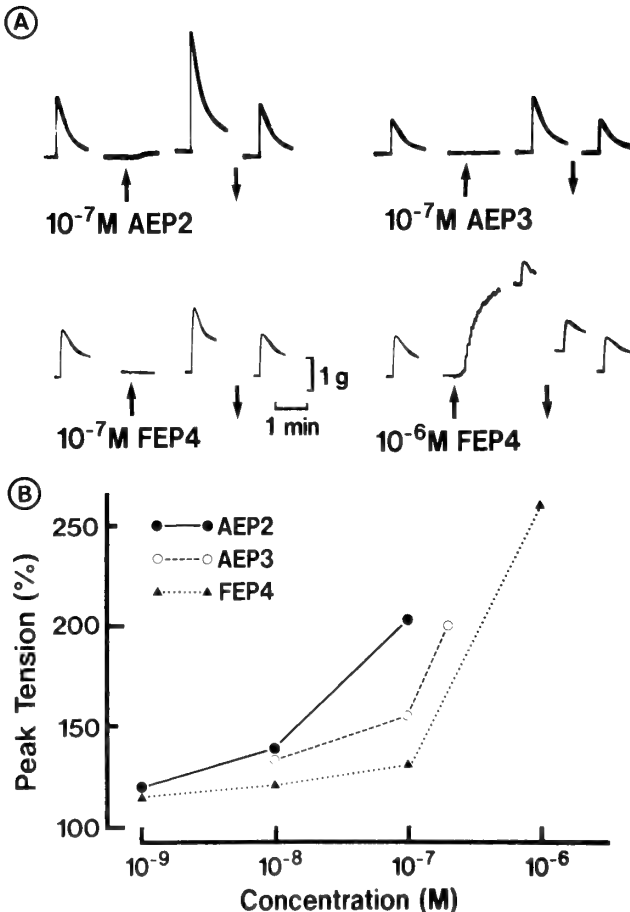 A
10⁻⁷M AEP2
10⁻⁷M AEP3
10⁻⁷M FEP4
1 g
1 min
10⁻⁶M FEP4
B
AEP2
AEP3
FEP4
Peak Tension (%)
250
200
150
100
10⁻⁹
10⁻⁸
10⁻⁷
10⁻⁶
Concentration (M)